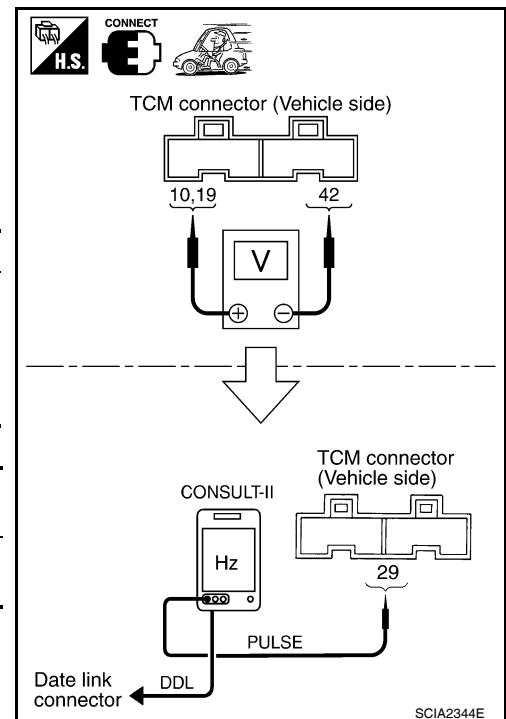 CONNECT
H.S.
TCM connector (Vehicle side)
10,19
42
V
+
−
TCM connector
(Vehicle side)
CONSULT-II
Hz
29
PULSE
Date link
connector
DDL
SCIA2344E